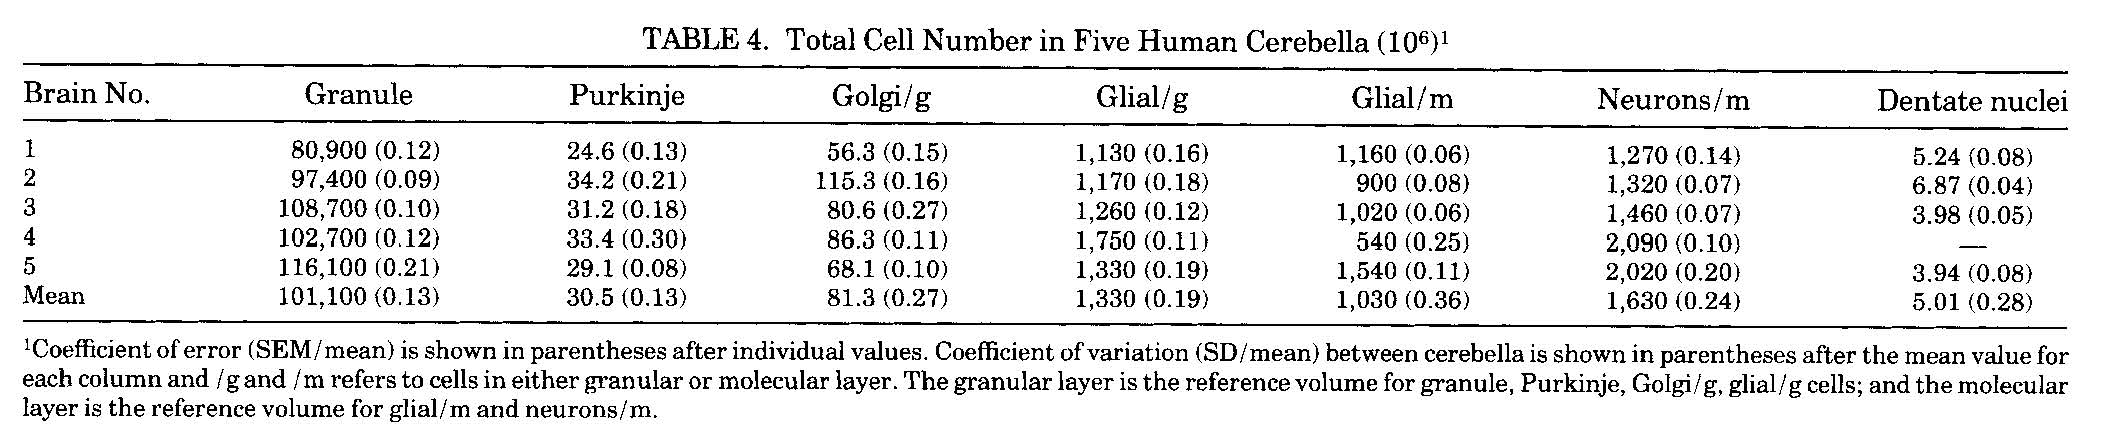 TABLE 4. Total Cell Number in Five Human Cerebella (10⁶)¹
Brain No. Granule Purkinje Golgi/g Glial/g Glial/m Neurons/m Dentate nuclei
1 80,900 (0.12) 24.6 (0.13) 56.3 (0.15) 1,130 (0.16) 1,160 (0.06) 1,270 (0.14) 5.24 (0.08)
2 97,400 (0.09) 34.2 (0.21) 115.3 (0.16) 1,170 (0.18) 900 (0.08) 1,320 (0.07) 6.87 (0.04)
3 108,700 (0.10) 31.2 (0.18) 80.6 (0.27) 1,260 (0.12) 1,020 (0.06) 1,460 (0.07) 3.98 (0.05)
4 102,700 (0.12) 33.4 (0.30) 86.3 (0.11) 1,750 (0.11) 540 (0.25) 2,090 (0.10) —
5 116,100 (0.21) 29.1 (0.08) 68.1 (0.10) 1,330 (0.19) 1,540 (0.11) 2,020 (0.20) 3.94 (0.08)
Mean 101,100 (0.13) 30.5 (0.13) 81.3 (0.27) 1,330 (0.19) 1,030 (0.36) 1,630 (0.24) 5.01 (0.28)
¹Coefficient of error (SEM/mean) is shown in parentheses after individual values. Coefficient of variation (SD/mean) between cerebella is shown in parentheses after the mean value for
each column and /g and /m refers to cells in either granular or molecular layer. The granular layer is the reference volume for granule, Purkinje, Golgi/g, glial/g cells; and the molecular
layer is the reference volume for glial/m and neurons/m.